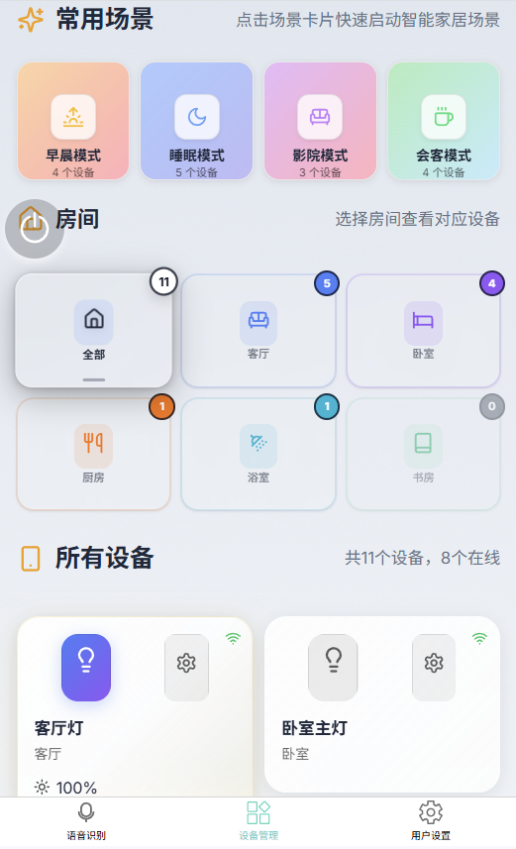 常用场景 点击场景卡片快速启动智能家居场景
早晨模式 睡眠模式 影院模式 会客模式
4 个设备 5 个设备 3 个设备 4 个设备
房间 选择房间查看对应设备
11 5 4
全部 客厅 卧室
1 1 0
厨房 浴室 书房
所有设备 共11个设备，8个在线
客厅灯 卧室主灯
客厅 卧室
100%
语音识别 设备管理 用户设置